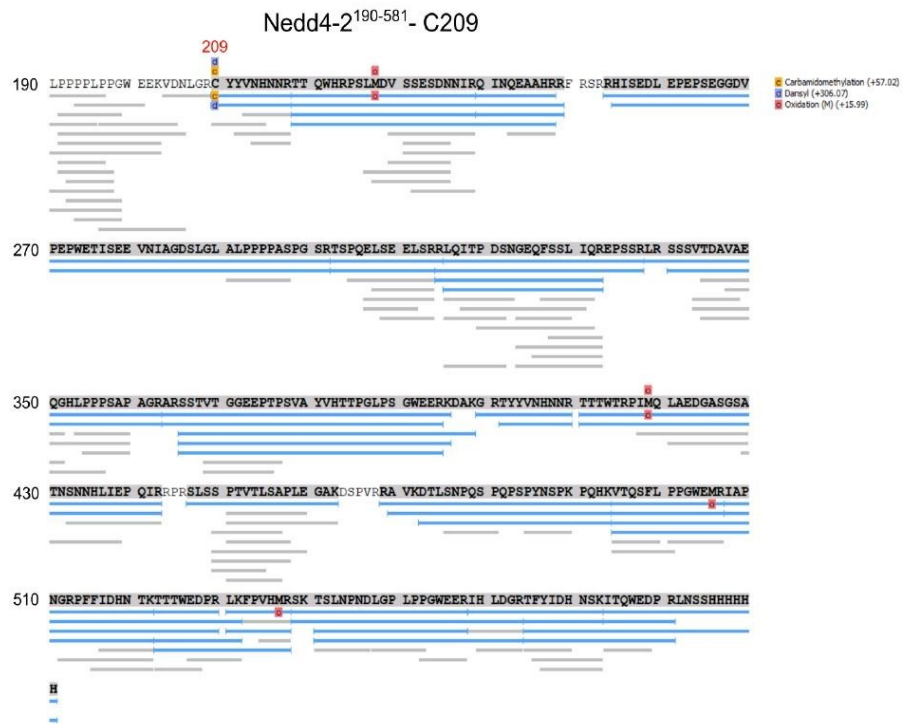 Nedd4-2190-581- C209
209
d
c
o
190 LPPPPLPPGW EEKVDNLGRC YYVNHNNRTT QWHRPSLMDV SSESDNNIRQ INQEAAHRRF RSRRHISEDL EPEPSEGGDV
c o
d
c Carbamidomethylation (+57.02)
d Dansyl (+306.07)
o Oxidation (M) (+15.99)
270 PEPWETISEE VNIAGDSLGL ALPPPPASPG SRTSPQELSE ELSRRLQITP DSNGEQFSSL IQREPSSRLR SSSVTDAVAE
o
350 QGHLPPPSAP AGRARSSTVT GGEEPTPSVA YVHTTPGLPS GWEERKDAKG RTYYVNHNNR TTTWTRPIMQ LAEDGASGSA
o
430 TNSNNHLIEP QIRRPRSLSS PTVTLSAPLE GAKDSPVRRA VKDTLSNPQS PQPSPYNSPK PQHKVTQSFL PPGWEMRIAP
o
510 NGRPFFIDHN TKTTTWEDPR LKFPVHMRSK TSLNPNDLGP LPPGWEERIH LDGRTFYIDH NSKITQWEDP RLNSSHHHHH
o
H